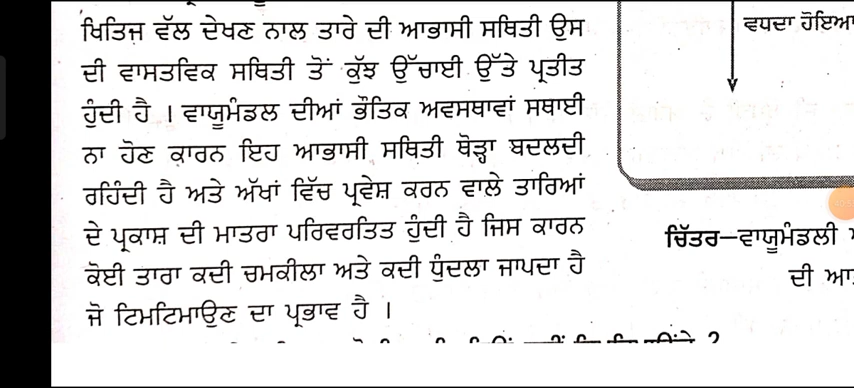 ਖਿਤਿਜ ਵੱਲ ਦੇਖਣ ਨਾਲ ਤਾਰੇ ਦੀ ਆਭਾਸੀ ਸਥਿਤੀ ਉਸ
ਦੀ ਵਾਸਤਵਿਕ ਸਥਿਤੀ ਤੋਂ ਕੁੱਝ ਉੱਚਾਈ ਉੱਤੇ ਪ੍ਰਤੀਤ
ਹੁੰਦੀ ਹੈ । ਵਾਯੂਮੰਡਲ ਦੀਆਂ ਭੌਤਿਕ ਅਵਸਥਾਵਾਂ ਸਥਾਈ
ਨਾ ਹੋਣ ਕਾਰਨ ਇਹ ਆਭਾਸੀ ਸਥਿਤੀ ਥੋੜ੍ਹਾ ਬਦਲਦੀ
ਰਹਿੰਦੀ ਹੈ ਅਤੇ ਅੱਖਾਂ ਵਿੱਚ ਪ੍ਰਵੇਸ਼ ਕਰਨ ਵਾਲੇ ਤਾਰਿਆਂ
ਦੇ ਪ੍ਰਕਾਸ਼ ਦੀ ਮਾਤਰਾ ਪਰਿਵਰਤਿਤ ਹੁੰਦੀ ਹੈ ਜਿਸ ਕਾਰਨ
ਕੋਈ ਤਾਰਾ ਕਦੀ ਚਮਕੀਲਾ ਅਤੇ ਕਦੀ ਧੁੰਦਲਾ ਜਾਪਦਾ ਹੈ
ਜੋ ਟਿਮਟਿਮਾਉਣ ਦਾ ਪ੍ਰਭਾਵ ਹੈ ।
ਵਧਦਾ ਹੋਇਆ
ਚਿੱਤਰ—ਵਾਯੂਮੰਡਲੀ
ਦੀ